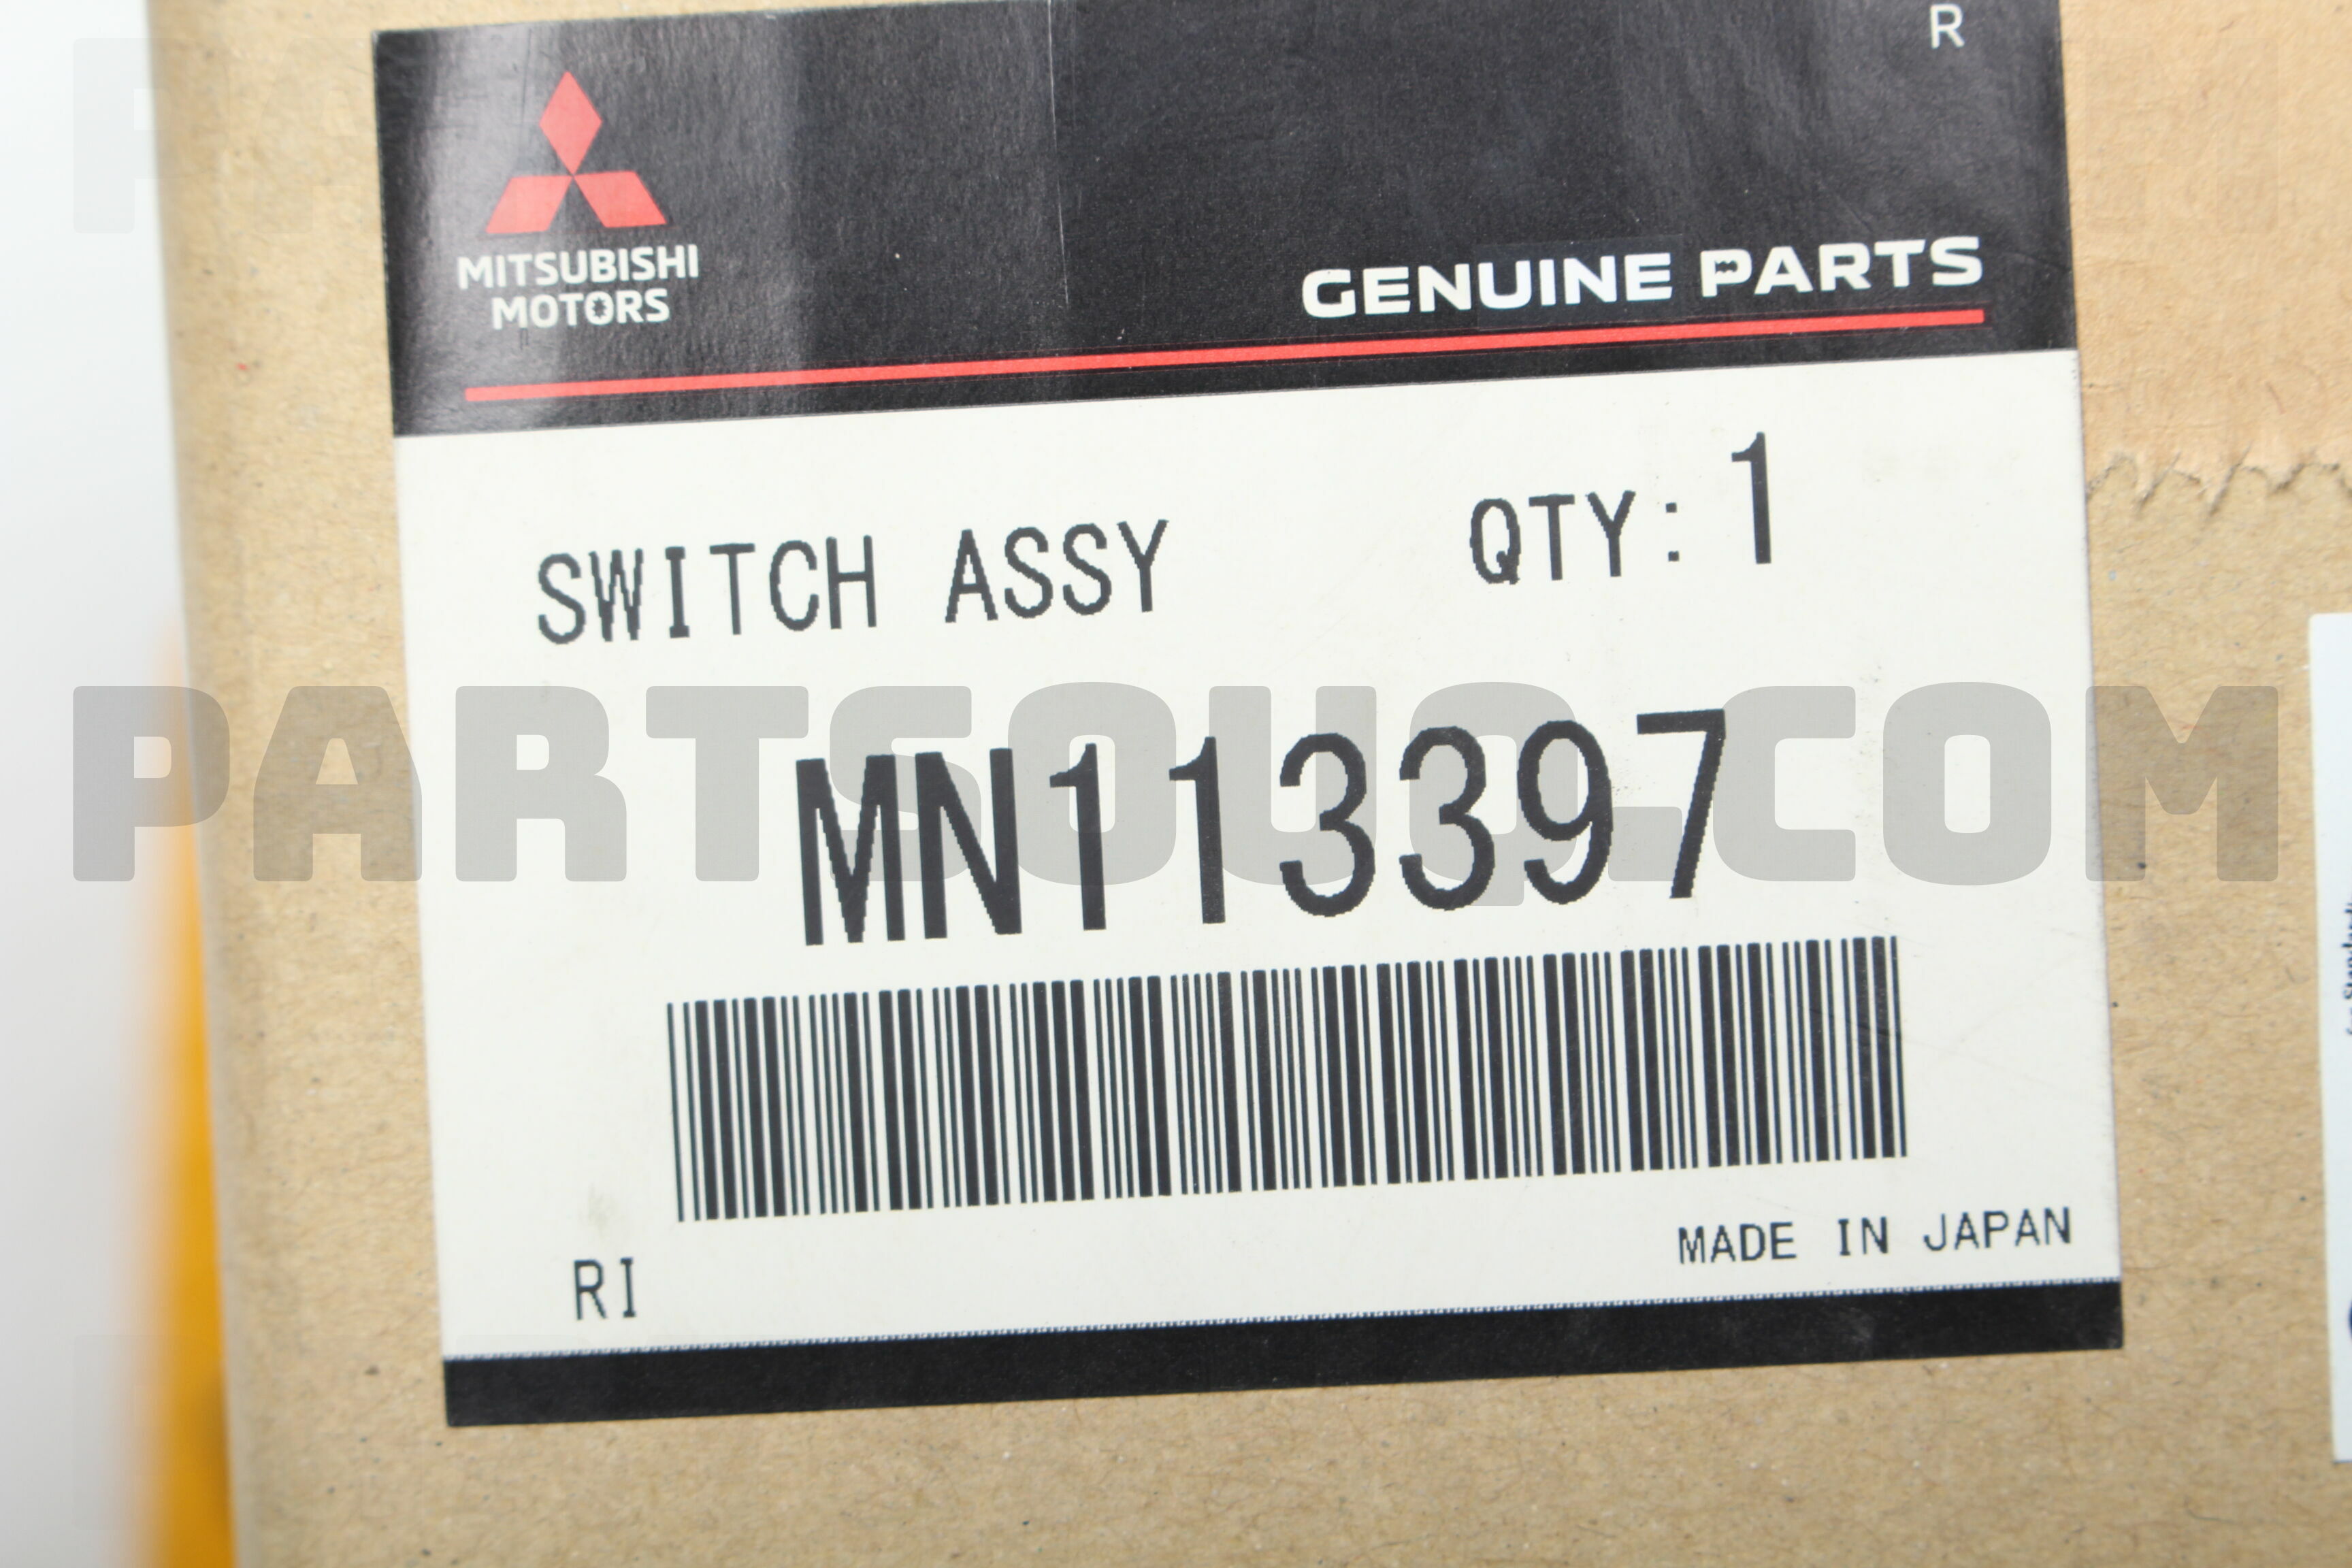 R
MITSUBISHI
MOTORS
GENUINE PARTS
SWITCH ASSY QTY: 1
MN113397
PARTSOUQ.COM
RI
MADE IN JAPAN